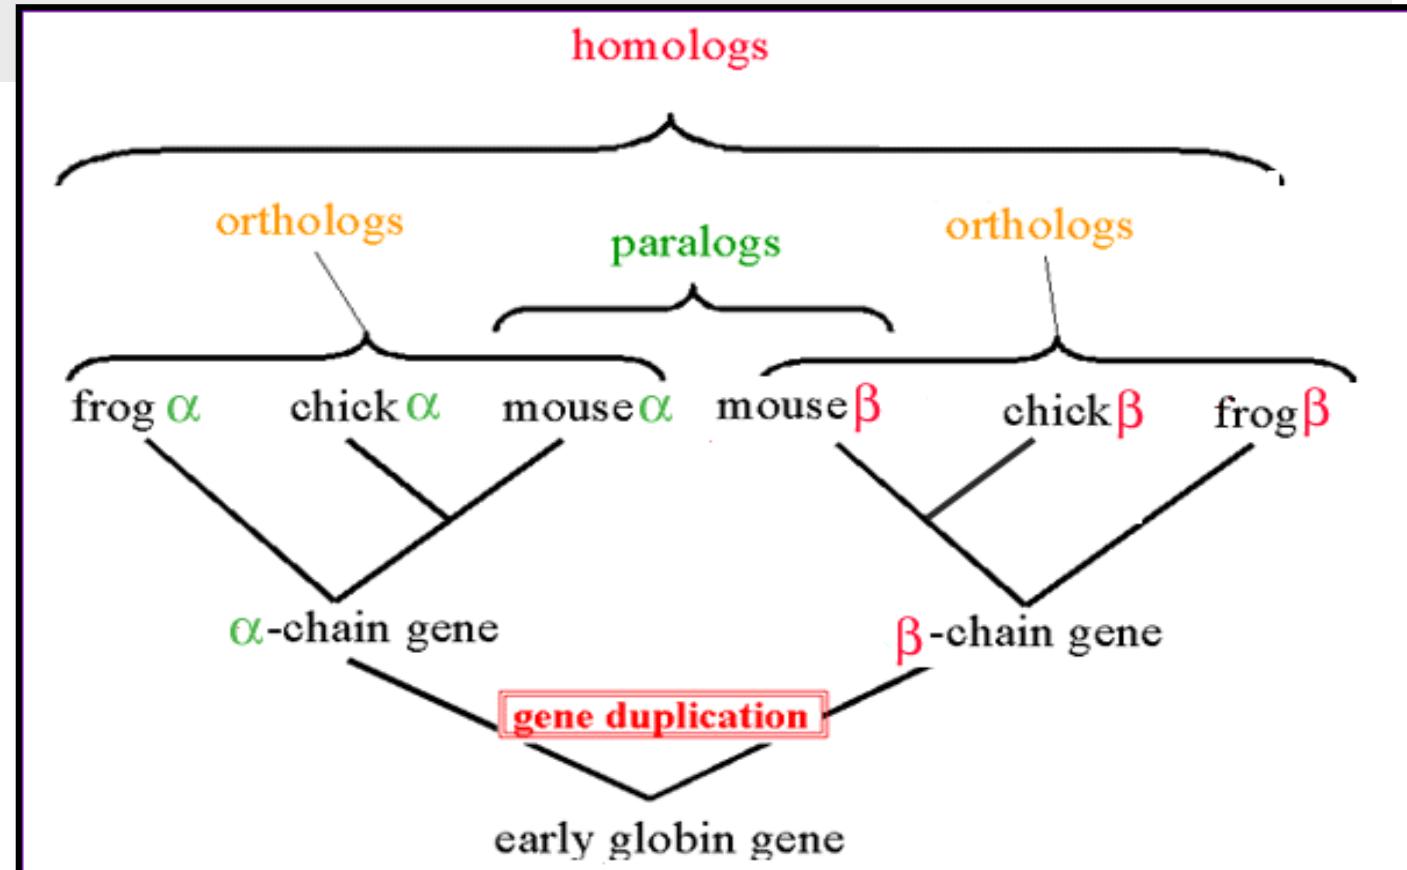 homologs
orthologs
paralogs
orthologs
frog α
chick α
mouse α
mouse β
chick β
frog β
α-chain gene
β-chain gene
gene duplication
early globin gene